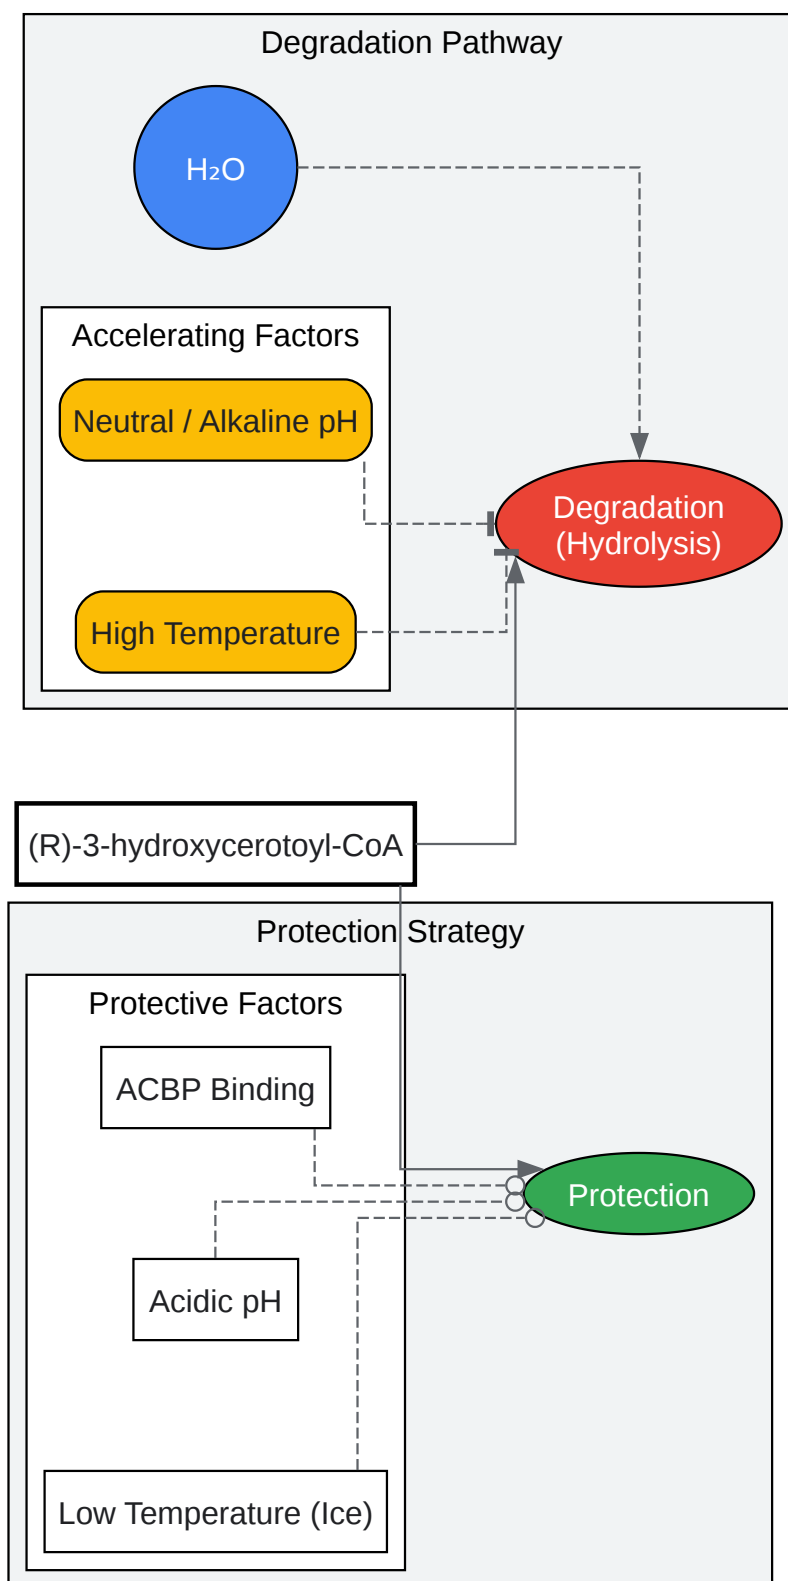 Degradation Pathway
H₂O
Accelerating Factors
Neutral / Alkaline pH
Degradation
(Hydrolysis)
High Temperature
(R)-3-hydroxycerotoyl-CoA
Protection Strategy
Protective Factors
ACBP Binding
Protection
Acidic pH
Low Temperature (Ice)